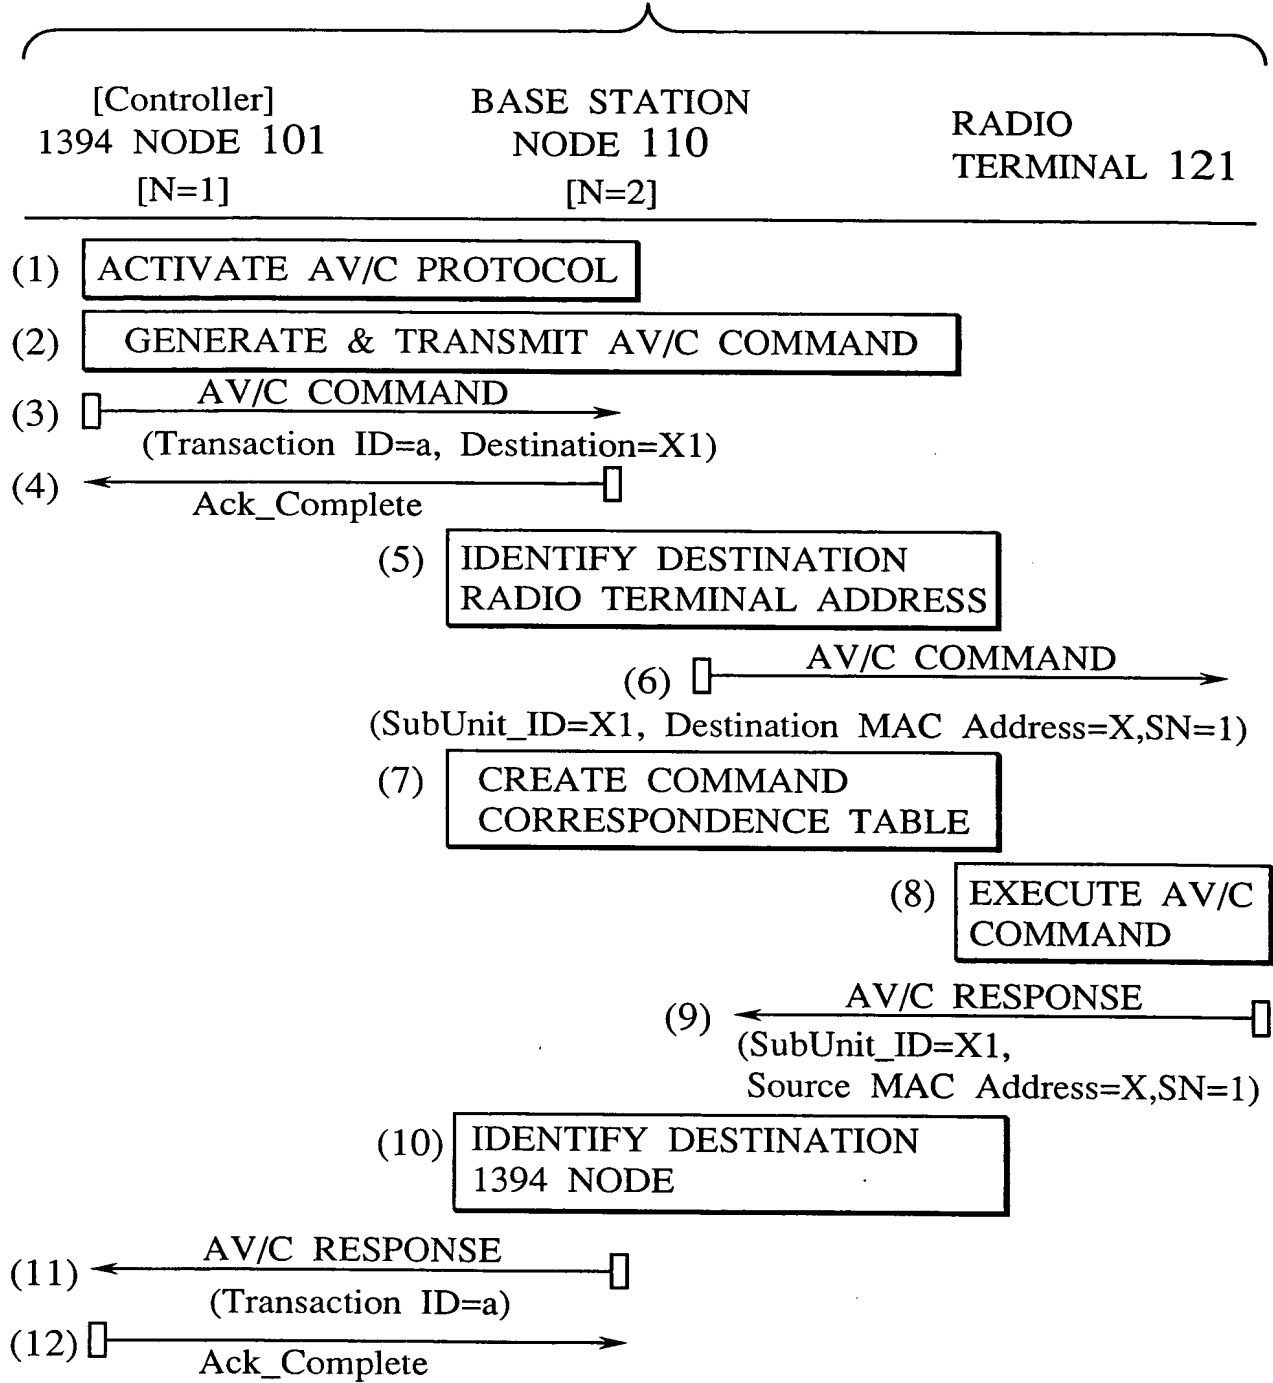 [Controller]
1394 NODE 101
[N=1]
BASE STATION
NODE 110
[N=2]
RADIO
TERMINAL 121
(1) ACTIVATE AV/C PROTOCOL
(2) GENERATE & TRANSMIT AV/C COMMAND
(3) AV/C COMMAND
(Transaction ID=a, Destination=X1)
(4) Ack_Complete
(5) IDENTIFY DESTINATION
RADIO TERMINAL ADDRESS
(6) AV/C COMMAND
(SubUnit_ID=X1, Destination MAC Address=X,SN=1)
(7) CREATE COMMAND
CORRESPONDENCE TABLE
(8) EXECUTE AV/C
COMMAND
(9) AV/C RESPONSE
(SubUnit_ID=X1,
Source MAC Address=X,SN=1)
(10) IDENTIFY DESTINATION
1394 NODE
(11) AV/C RESPONSE
(Transaction ID=a)
(12) Ack_Complete